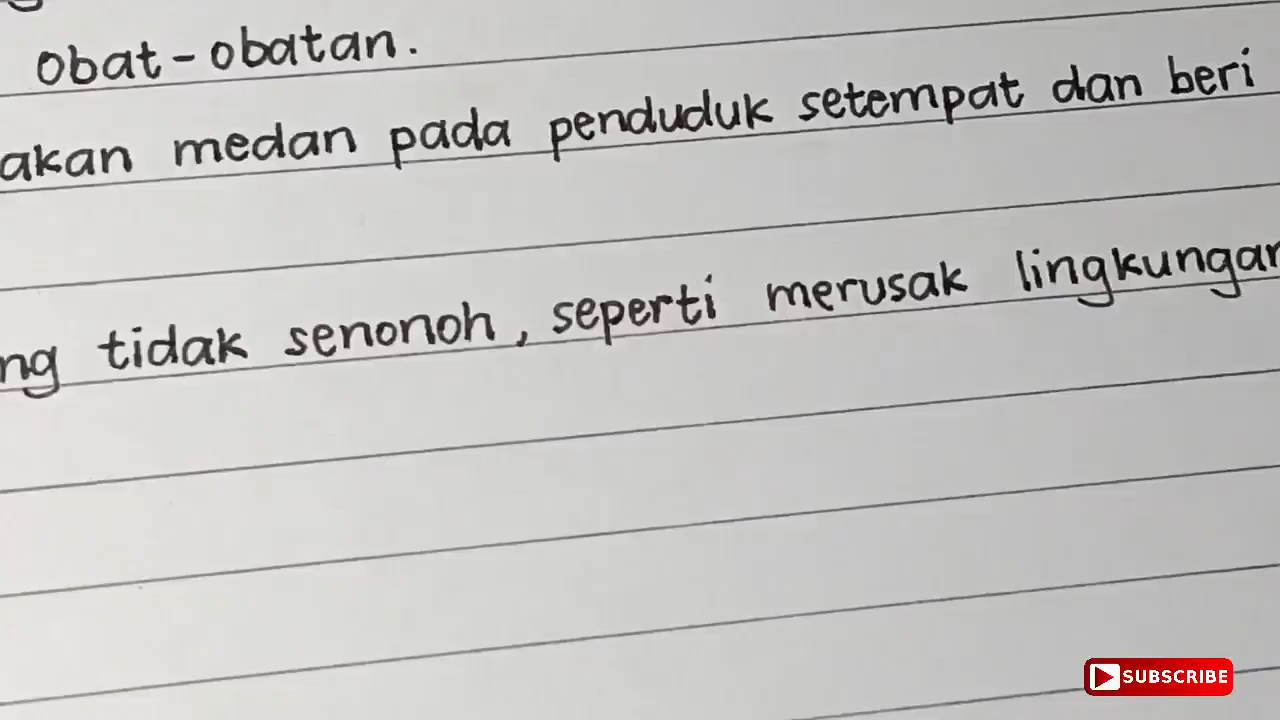 obat-obatan.
akan medan pada penduduk setempat dan beri
ng tidak senonoh, seperti merusak lingkungan
SUBSCRIBE